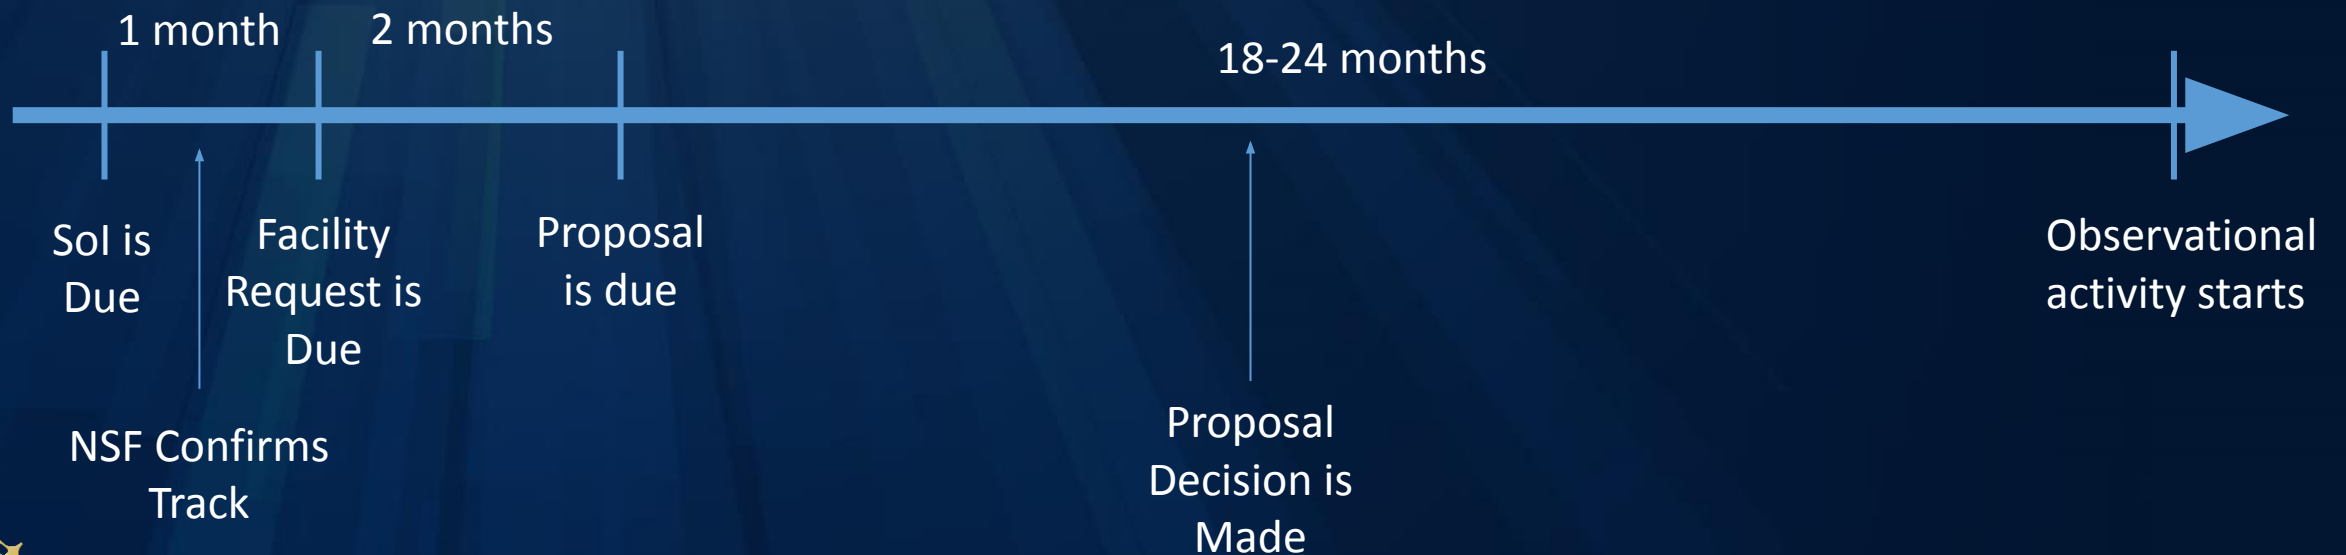 1 month
2 months
18-24 months
SoI is
Due
Facility
Request is
Due
Proposal
is due
Observational
activity starts
NSF Confirms
Track
Proposal
Decision is
Made